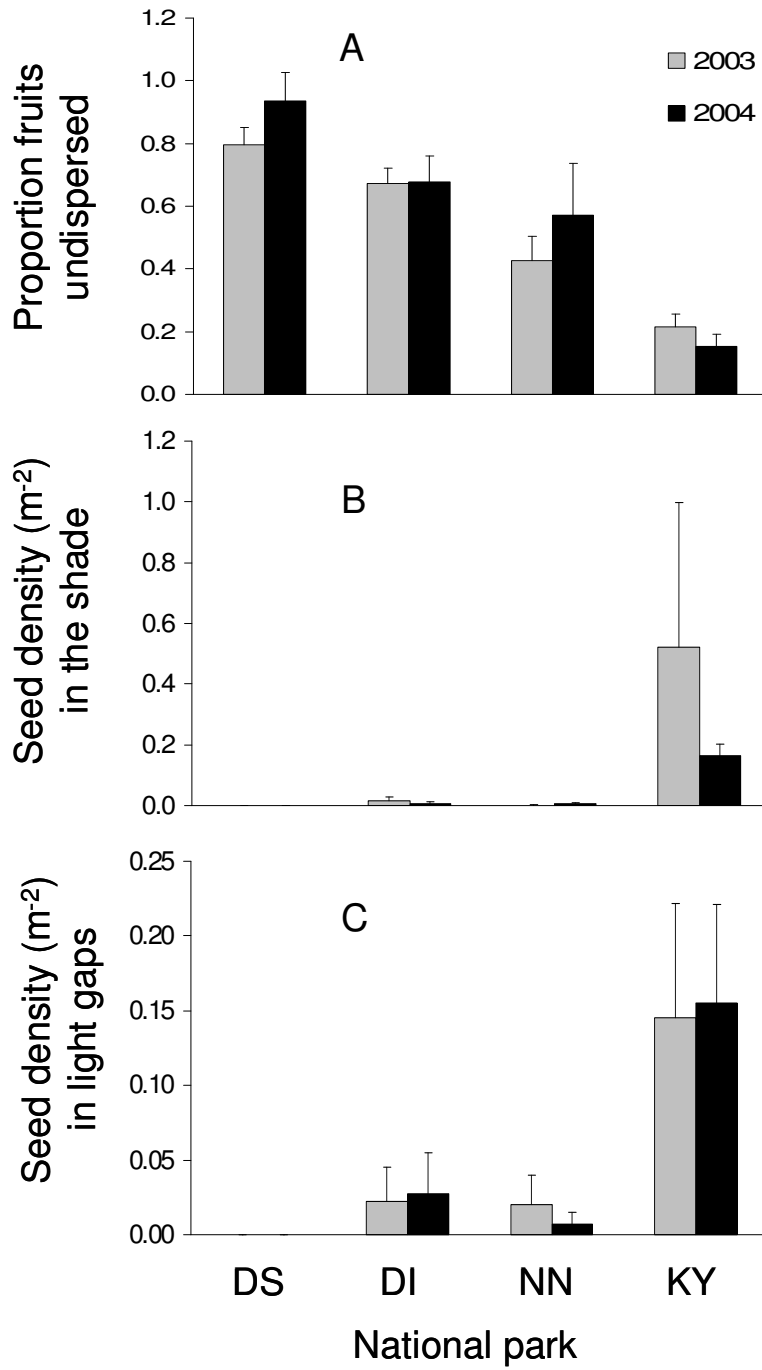 A
2003
2004
Proportion fruits
undispersed
1.2
1.0
0.8
0.6
0.4
0.2
0.0
B
Seed density (m-2)
in the shade
1.2
1.0
0.8
0.6
0.4
0.2
0.0
C
Seed density (m-2)
in light gaps
0.25
0.20
0.15
0.10
0.05
0.00
DS DI NN KY
National park